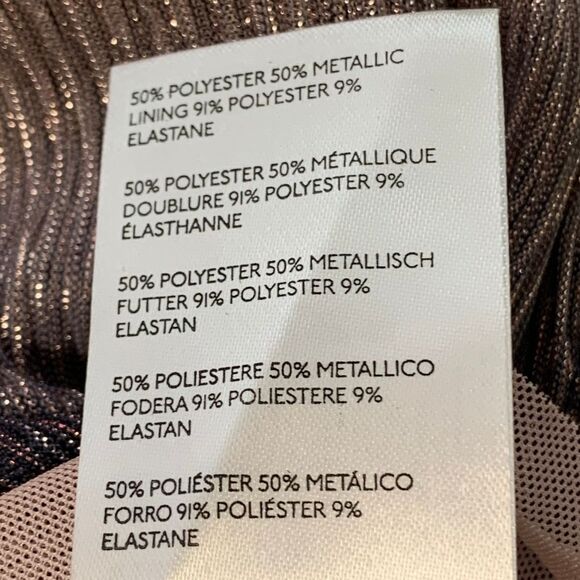 50% POLYESTER 50% METALLIC
LINING 91% POLYESTER 9%
ELASTANE
50% POLYESTER 50% MÉTALLIQUE
DOUBLURE 91% POLYESTER 9%
ÉLASTHANNE
50% POLYESTER 50% METALLISCH
FUTTER 91% POLYESTER 9%
ELASTAN
50% POLIESTERE 50% METALLICO
FODERA 91% POLIESTERE 9%
ELASTAN
50% POLIÉSTER 50% METÁLICO
FORRO 91% POLIÉSTER 9%
ELASTANE